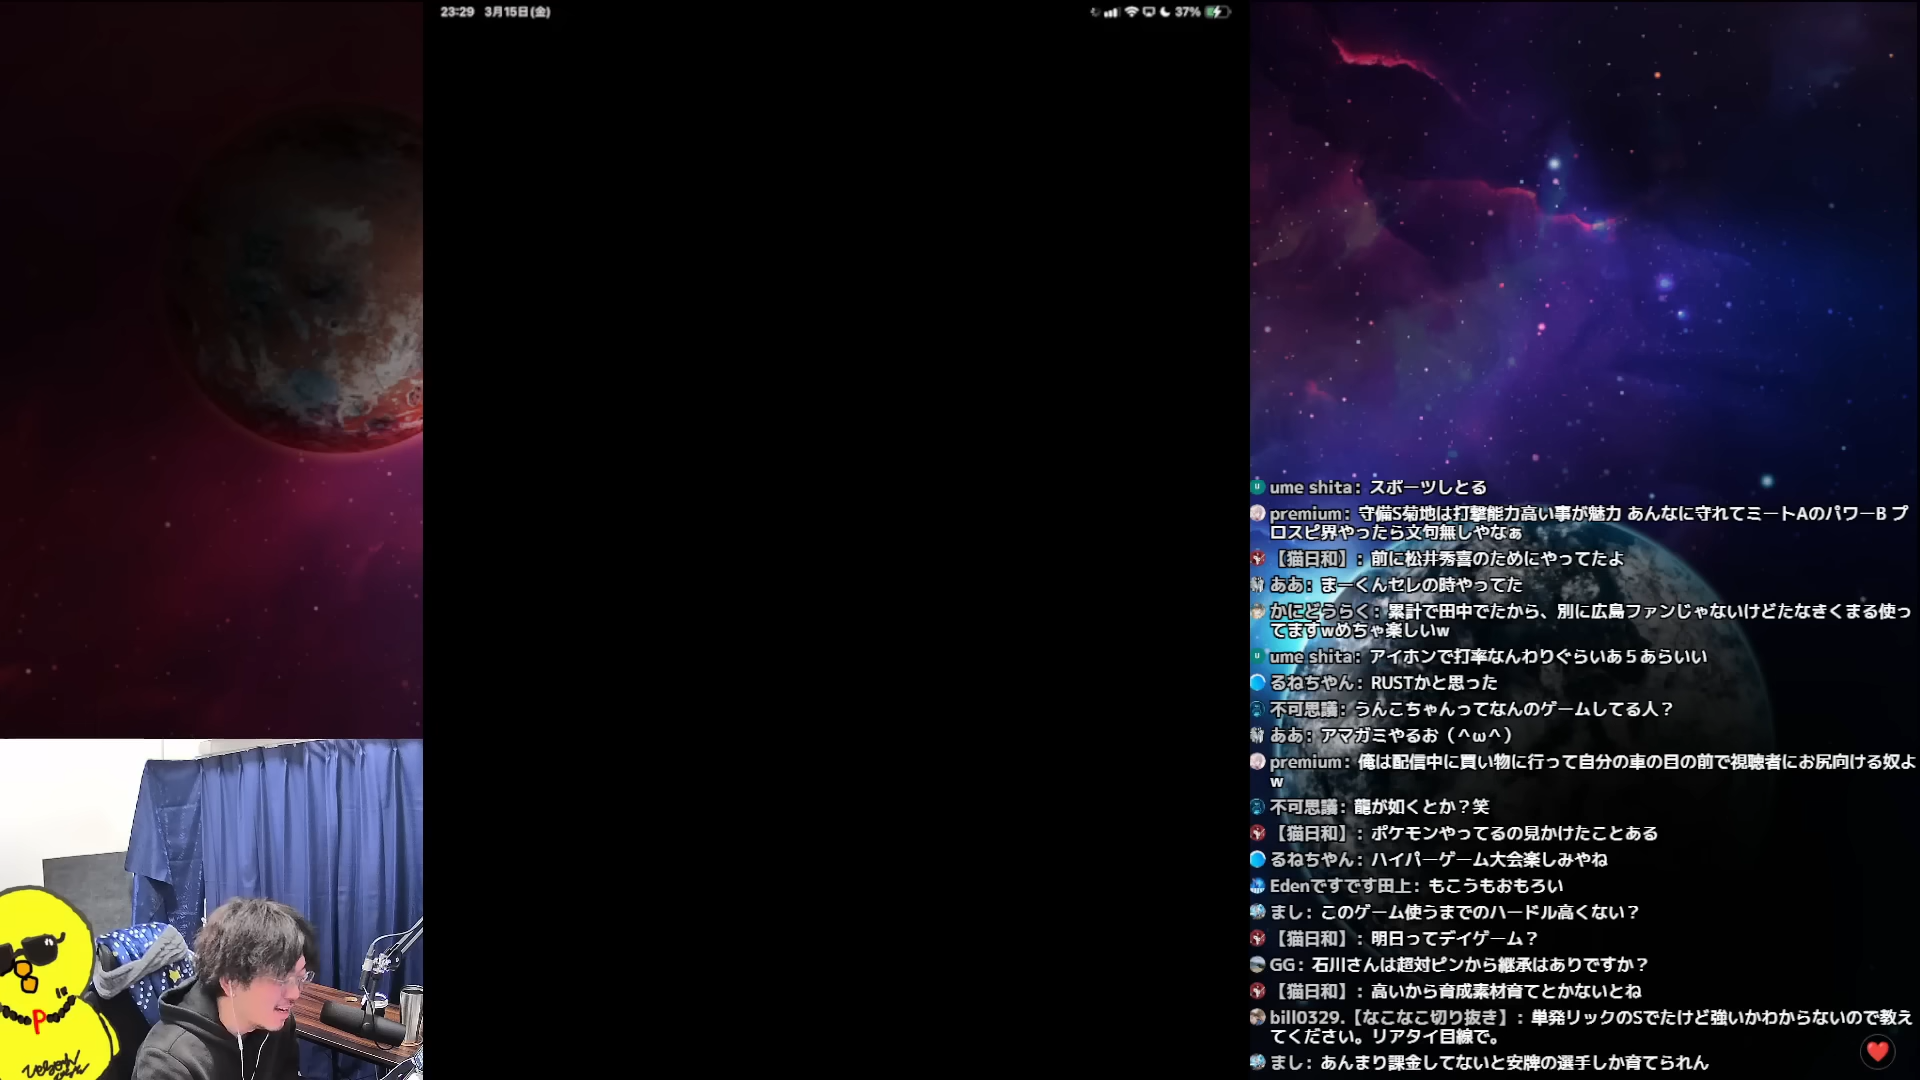 23:29 3月15日(金)
37%
ume shita: スポーツしとる
premium: 守備S菊地は打撃能力高い事が魅力 あんなに守れてミートAのパワーB プ
ロスピ界やったら文句無しやなぁ
【猫日和】: 前に松井秀喜のためにやってたよ
ああ: まーくんセレの時やってた
かにどうらく: 累計で田中でたから、別に広島ファンじゃないけどたなきくまる使っ
てますwめちゃ楽しいw
ume shita: アイホンで打率なんわりぐらいあ５あらいい
るねちやん: RUSTかと思った
不可思議: うんこちゃんってなんのゲームしてる人？
ああ: アマガミやるお（^ω^）
premium: 俺は配信中に買い物に行って自分の車の目の前で視聴者にお尻向ける奴よ
w
不可思議: 龍が如くとか？笑
【猫日和】: ポケモンやってるの見かけたことある
るねちやん: ハイパーゲーム大会楽しみやね
Edenですです田上: もこうもおもろい
まし: このゲーム使うまでのハードル高くない？
【猫日和】: 明日ってデイゲーム？
GG: 石川さんは超対ピンから継承はありですか？
【猫日和】: 高いから育成素材育てとかないとね
bill0329.【なこなこ切り抜き】: 単発リックのSでたけど強いかわからないので教え
てください。リアタイ目線で。
まし: あんまり課金してないと安牌の選手しか育てられん
P